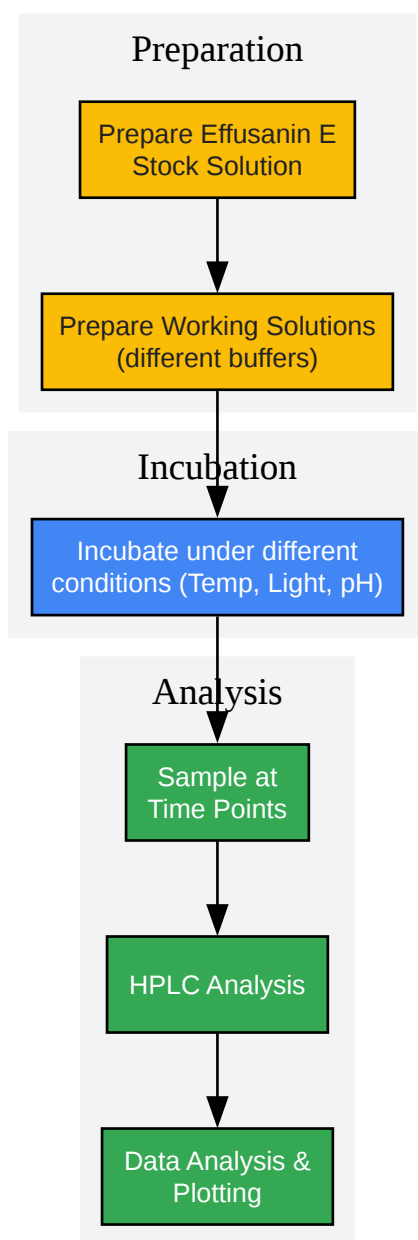 Preparation
Prepare Effusanin E
Stock Solution
Prepare Working Solutions
(different buffers)
Incubation
Incubate under different
conditions (Temp, Light, pH)
Analysis
Sample at
Time Points
HPLC Analysis
Data Analysis &
Plotting